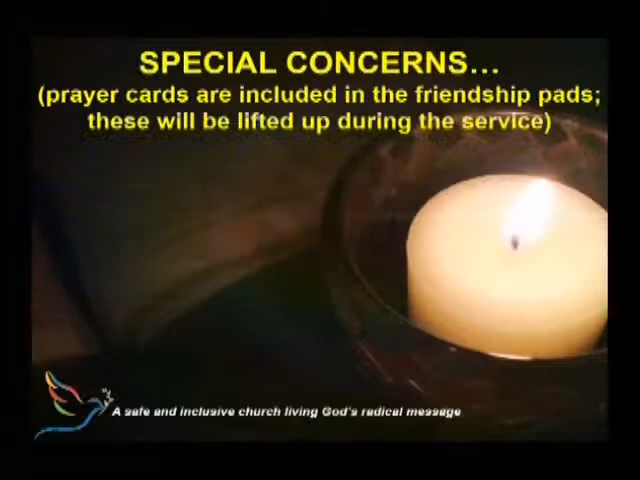 SPECIAL CONCERNS...
(prayer cards are included in the friendship pads;
these will be lifted up during the service)
A safe and inclusive church living God's radical message